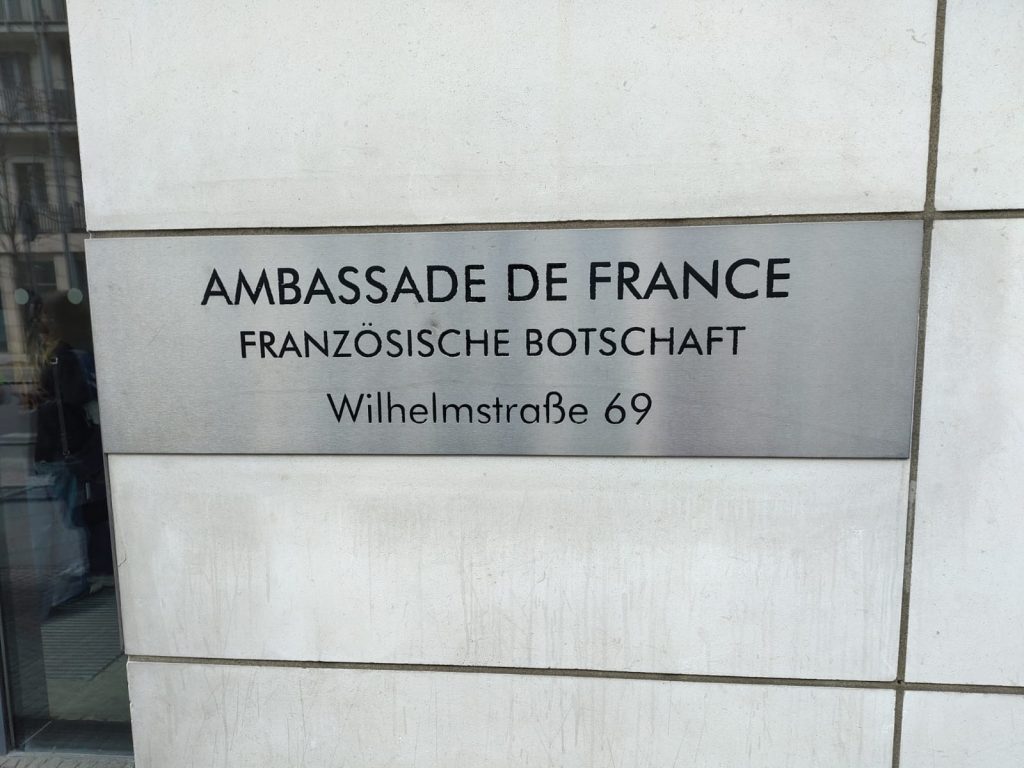 AMBASSADE DE FRANCE
FRANZÖSISCHE BOTSCHAFT
Wilhelmstraße 69